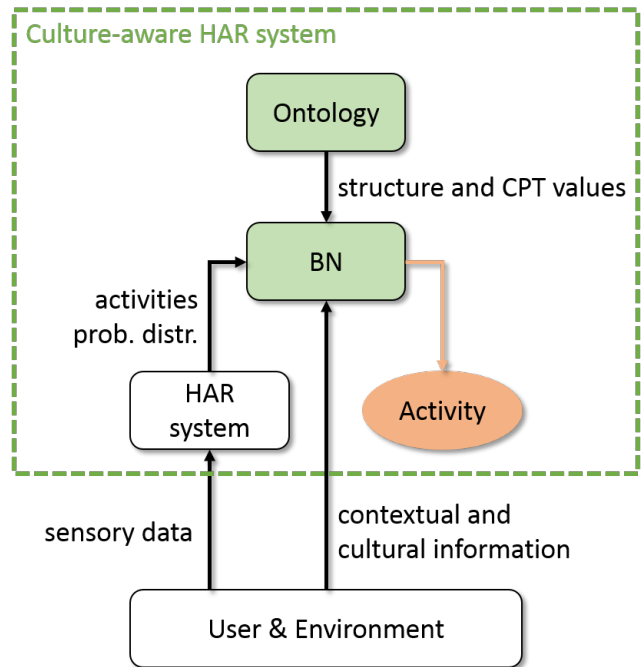 Culture-aware HAR system
Ontology
structure and CPT values
BN
activities
prob. distr.
HAR
system
Activity
sensory data
contextual and
cultural information
User & Environment